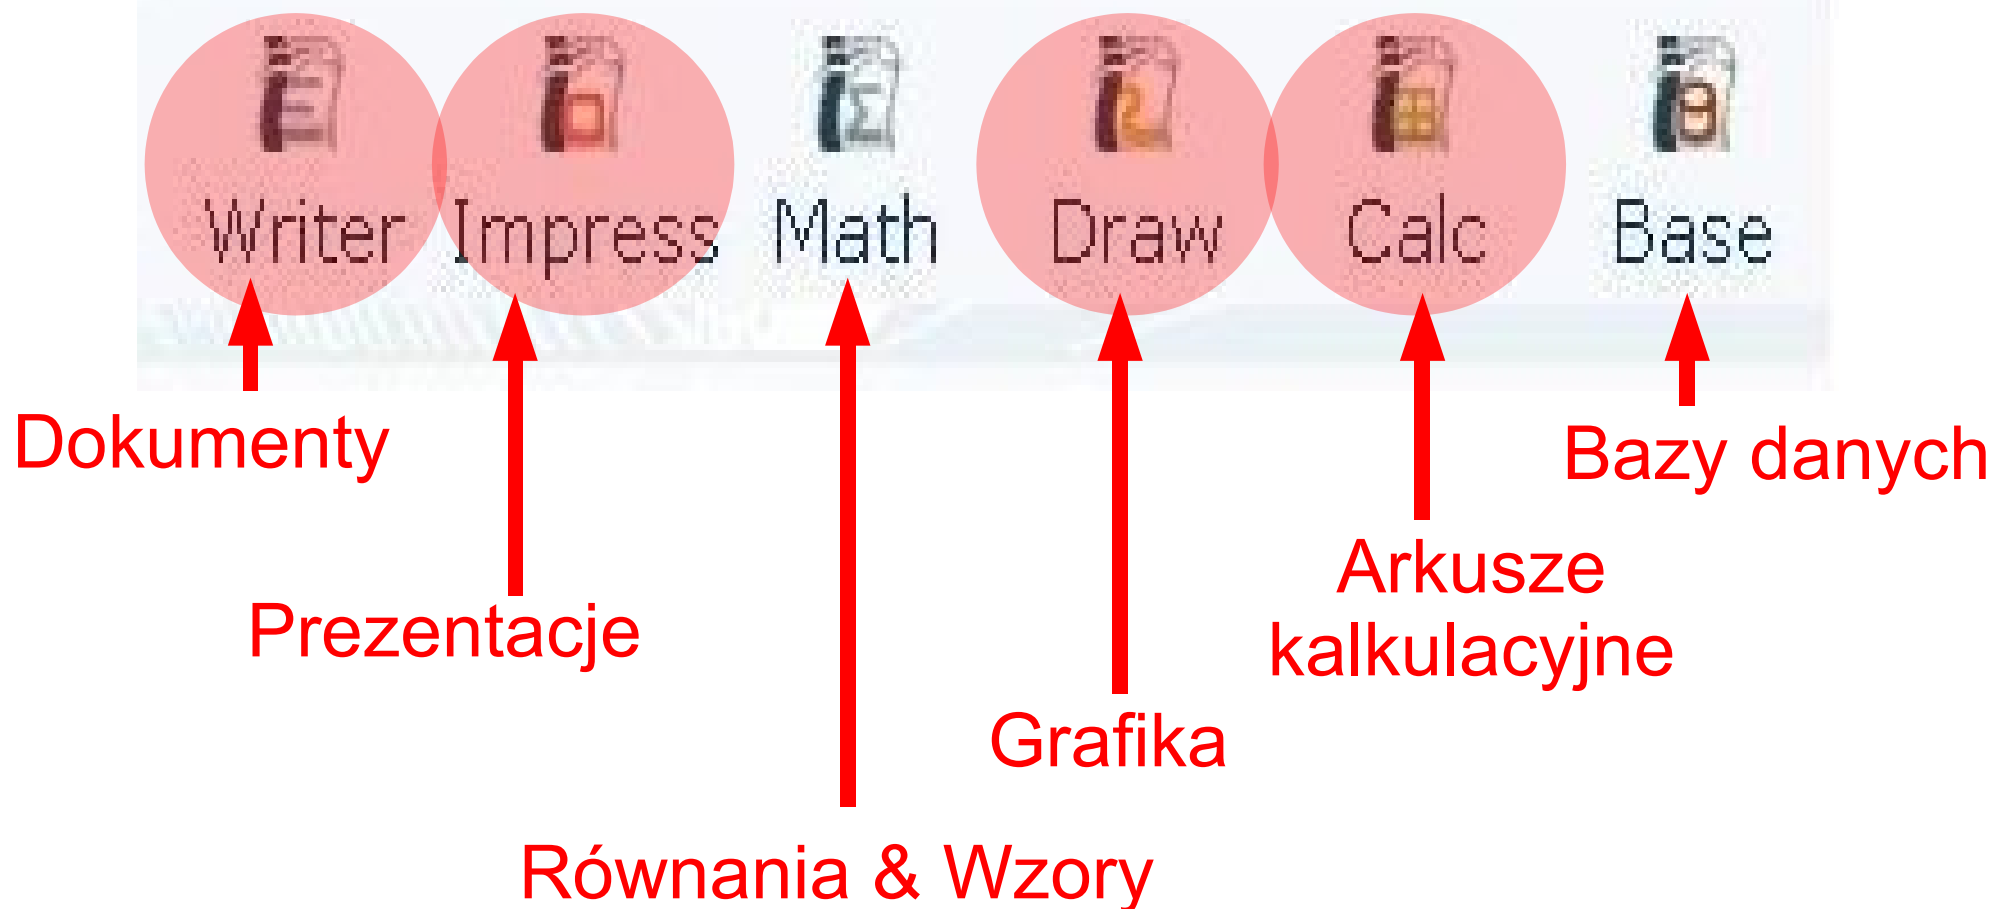 Writer Impress Math Draw Calc Base
Dokumenty
Bazy danych
Arkusze
kalkulacyjne
Prezentacje
Grafika
Równania & Wzory